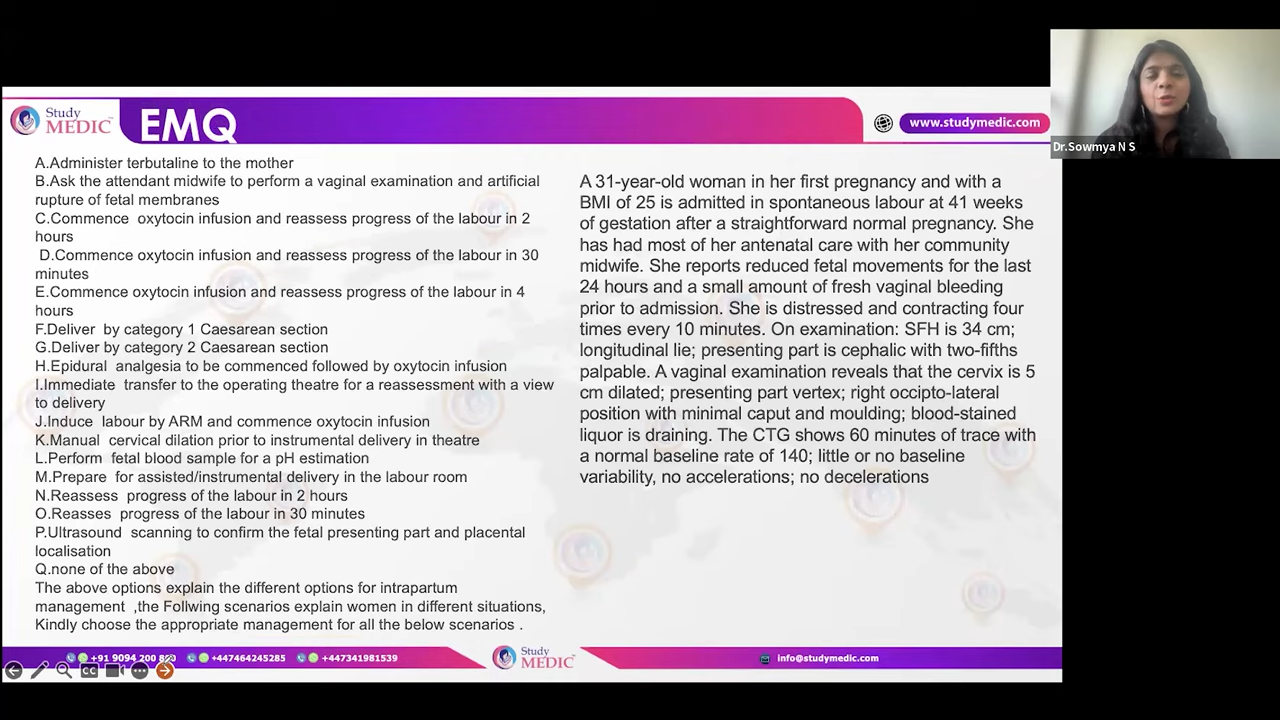 Study
MEDIC
EMQ
www.studymedic.com
Dr.Sowmya N S
A.Administer terbutaline to the mother
B.Ask the attendant midwife to perform a vaginal examination and artificial
rupture of fetal membranes
C.Commence oxytocin infusion and reassess progress of the labour in 2
hours
D.Commence oxytocin infusion and reassess progress of the labour in 30
minutes
E.Commence oxytocin infusion and reassess progress of the labour in 4
hours
F.Deliver by category 1 Caesarean section
G.Deliver by category 2 Caesarean section
H.Epidural analgesia to be commenced followed by oxytocin infusion
I.Immediate transfer to the operating theatre for a reassessment with a view
to delivery
J.Induce labour by ARM and commence oxytocin infusion
K.Manual cervical dilation prior to instrumental delivery in theatre
L.Perform fetal blood sample for a pH estimation
M.Prepare for assisted/instrumental delivery in the labour room
N.Reassess progress of the labour in 2 hours
O.Reasses progress of the labour in 30 minutes
P.Ultrasound scanning to confirm the fetal presenting part and placental
localisation
Q.none of the above
The above options explain the different options for intrapartum
management ,the Follwing scenarios explain women in different situations,
Kindly choose the appropriate management for all the below scenarios .
A 31-year-old woman in her first pregnancy and with a
BMI of 25 is admitted in spontaneous labour at 41 weeks
of gestation after a straightforward normal pregnancy. She
has had most of her antenatal care with her community
midwife. She reports reduced fetal movements for the last
24 hours and a small amount of fresh vaginal bleeding
prior to admission. She is distressed and contracting four
times every 10 minutes. On examination: SFH is 34 cm;
longitudinal lie; presenting part is cephalic with two-fifths
palpable. A vaginal examination reveals that the cervix is 5
cm dilated; presenting part vertex; right occipto-lateral
position with minimal caput and moulding; blood-stained
liquor is draining. The CTG shows 60 minutes of trace with
a normal baseline rate of 140; little or no baseline
variability, no accelerations; no decelerations
+91 9094 200
+447464245285
+447341981539
Study
MEDIC
info@studymedic.com
CC